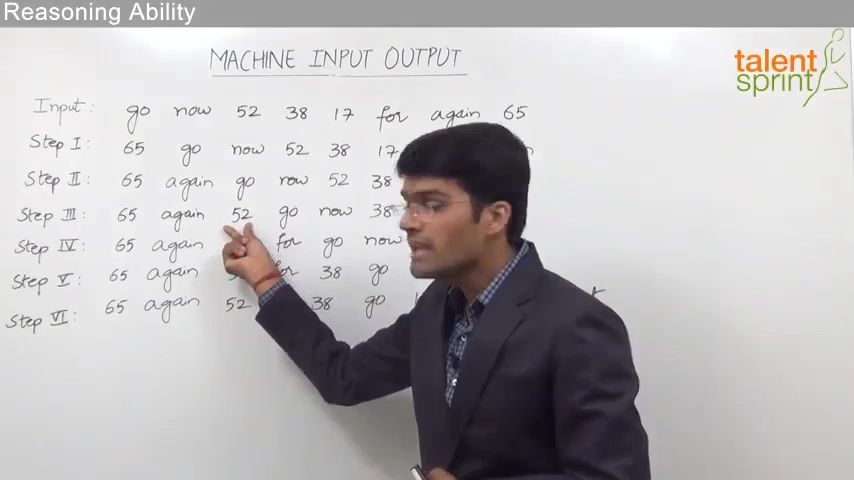 Reasoning Ability
MACHINE INPUT OUTPUT
talent
sprint
Input: go now 52 38 17 for again 65
Step I: 65 go now 52 38 17
Step II: 65 again go now 52 38
Step III: 65 again 52 go now 38
Step IV: 65 again for go now
Step V: 65 again for 38 go
Step VI: 65 again 52 38 go